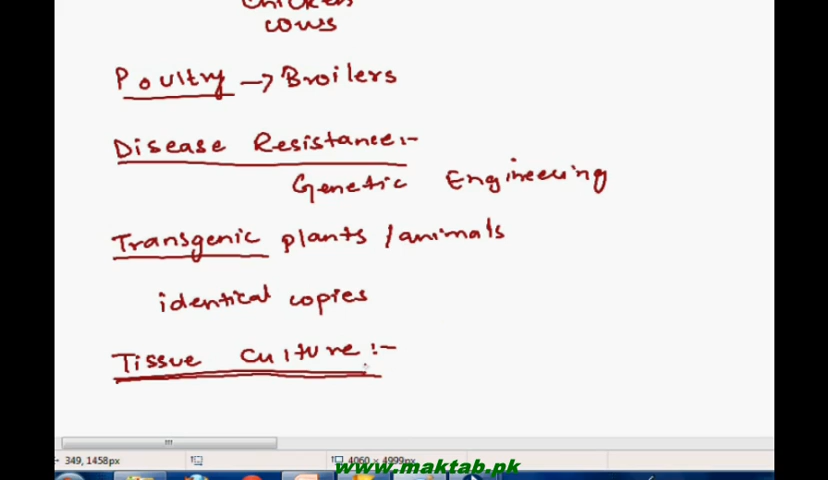 chicken
cows
Poultry → Broilers
Disease Resistance:-
Genetic Engineering
Transgenic plants /animals
identical copies
Tissue Culture :-
349, 1458px
4060 × 4999px
www.maktab.pk